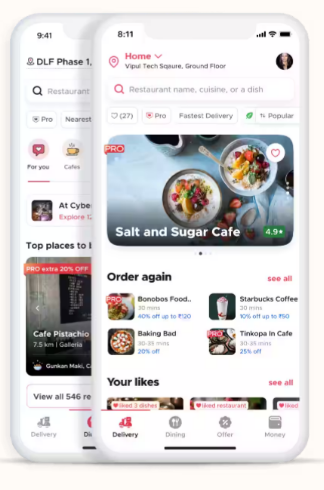 9:41
DLF Phase 1,
Restaurant
Pro
Nearest
For you
Cafes
At Cybe
Explore 12
Top places to
PRO extra 20% OFF
Cafe Pistachio
7.5 km | Galleria
Gunkan Maki, C
View all 546 re
Delivery
8:11
Home
Vipul Tech Sqaure, Ground Floor
Restaurant name, cuisine, or a dish
(27)
Pro
Fastest Delivery
Popular
PRO
Salt and Sugar Cafe
4.9
Order again
see all
PRO
Bonobos Food..
30 mins
40% off up to ₹120
Starbucks Coffee
30 mins
10% off up to ₹50
Baking Bad
30-35 mins
20% off
PRO
Tinkopa In Cafe
30-35 mins
25% off
Your likes
see all
liked 3 dishes
liked restaurant
liked
Delivery
Dining
Offer
Money